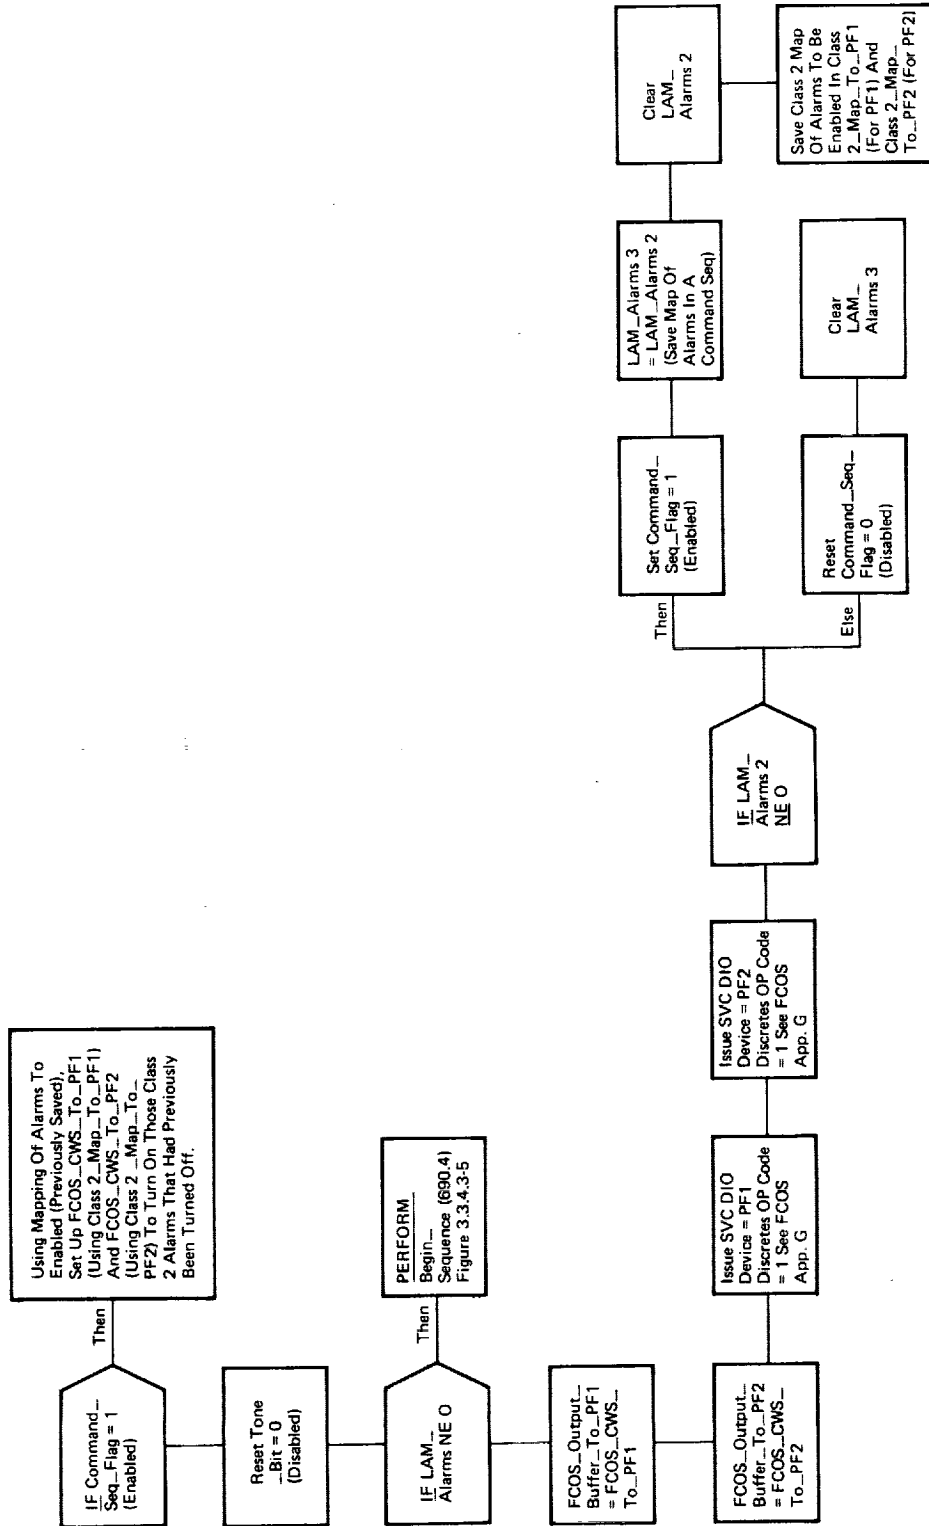 IF Command_
Seq_Flag = 1
(Enabled)
Then
Using Mapping Of Alarms To
Enabled (Previously Saved),
Set Up FCOS_CWS_To_PF1
(Using Class 2_Map_To_PF1)
And FCOS_CWS_To_PF2
(Using Class 2_Map_To_
PF2) To Turn On Those Class
2 Alarms That Had Previously
Been Turned Off.
Reset Tone
_Bit = 0
(Disabled)
IF LAM_
Alarms NE O
Then
PERFORM
Begin_
Sequence (690.4)
Figure 3.3.4.3-5
FCOS_Output_
Buffer_To_PF1
= FCOS_CWS_
To_PF1
FCOS_Output_
Buffer_To_PF2
= FCOS_CWS_
To_PF2
Issue SVC DIO
Device = PF1
Discretes OP Code
= 1 See FCOS
App. G
Issue SVC DIO
Device = PF2
Discretes OP Code
= 1 See FCOS
App. G
IF LAM_
Alarms 2
NE O
Then
Set Command_
Seq_Flag = 1
(Enabled)
LAM_Alarms 3
= LAM_Alarms 2
(Save Map Of
Alarms In A
Command Seq)
Clear
LAM_
Alarms 2
Save Class 2 Map
Of Alarms To Be
Enabled In Class
2_Map_To_PF1
(For PF1) And
Class 2_Map_
To_PF2 (For PF2)
Else
Reset
Command_Seq_
Flag = 0
(Disabled)
Clear
LAM_
Alarms 3